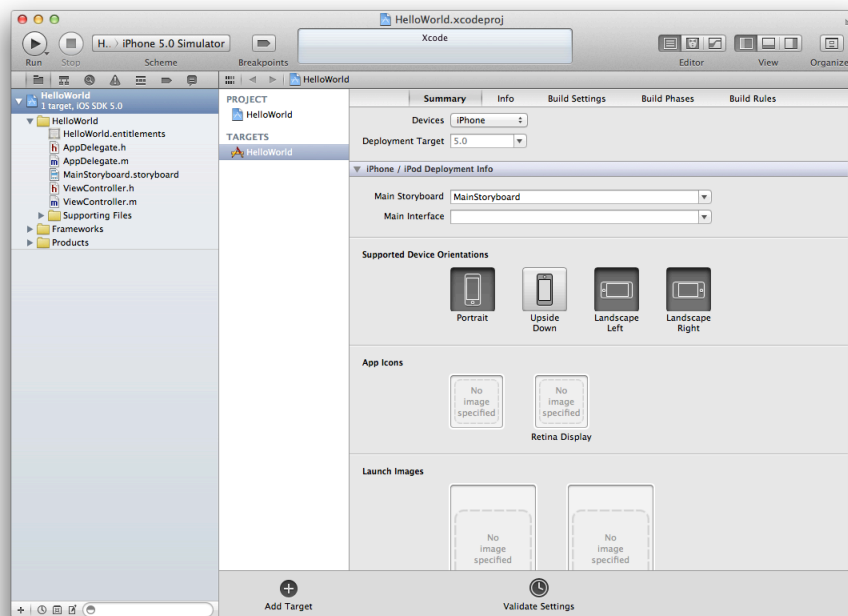 HelloWorld.xcodeproj
H... iPhone 5.0 Simulator
Xcode
Run Stop Scheme Breakpoints Editor View Organize
HelloWorld
HelloWorld
1 target, iOS SDK 5.0
HelloWorld
HelloWorld.entitlements
AppDelegate.h
AppDelegate.m
MainStoryboard.storyboard
ViewController.h
ViewController.m
Supporting Files
Frameworks
Products
PROJECT
HelloWorld
TARGETS
HelloWorld
Summary Info Build Settings Build Phases Build Rules
Devices iPhone
Deployment Target 5.0
iPhone / iPod Deployment Info
Main Storyboard MainStoryboard
Main Interface
Supported Device Orientations
Portrait
Upside
Down
Landscape
Left
Landscape
Right
App Icons
No
image
specified
No
image
specified
Retina Display
Launch Images
No
image
specified
No
image
specified
Add Target
Validate Settings